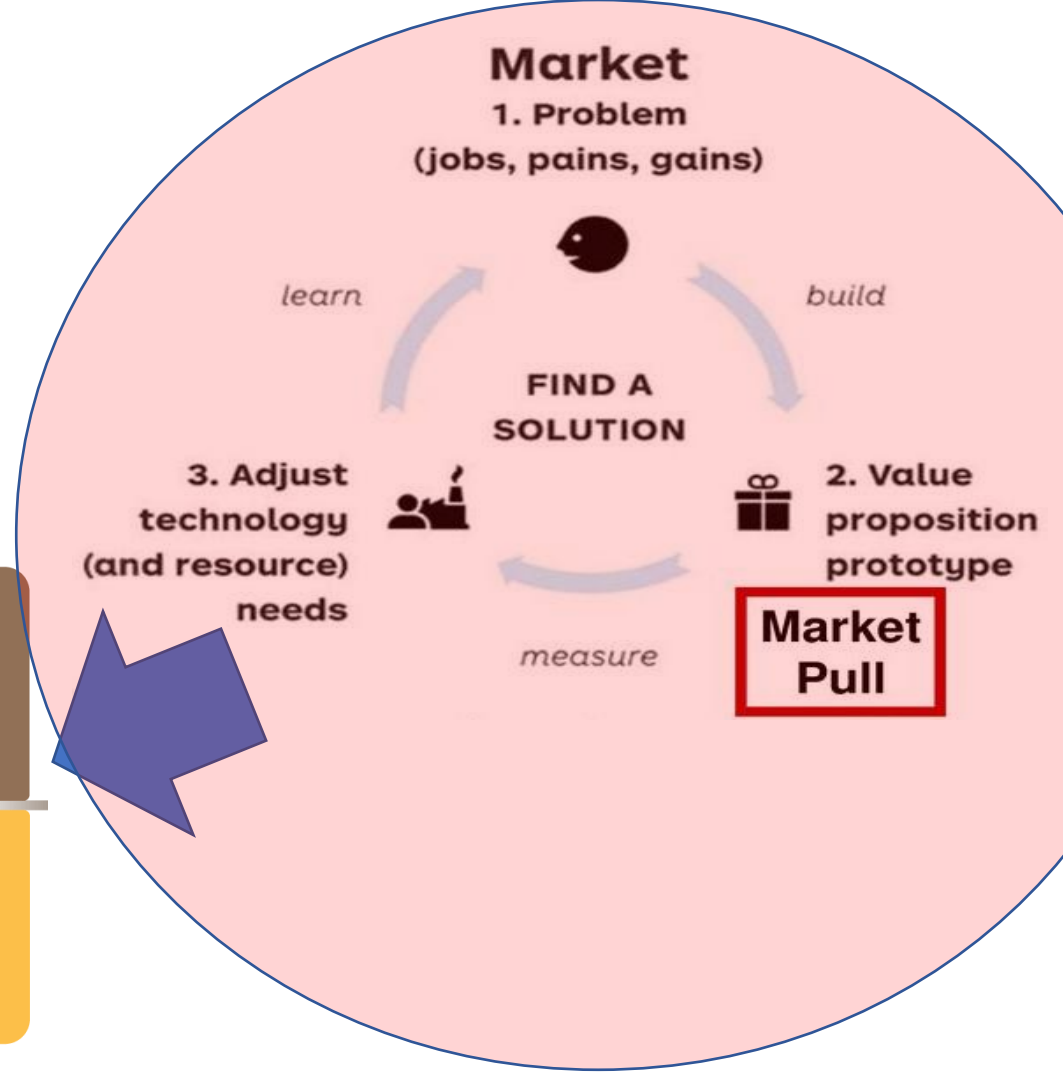 Market
1. Problem
(jobs, pains, gains)
learn
build
FIND A
SOLUTION
3. Adjust
technology
(and resource)
needs
2. Value
proposition
prototype
measure
Market
Pull